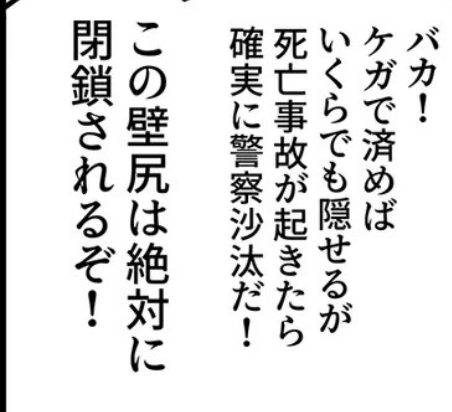 バカ！
ケガで済めば
いくらでも隠せるが
死亡事故が起きたら
確実に警察沙汰だ！
この壁尻は絶対に
閉鎖されるぞ！